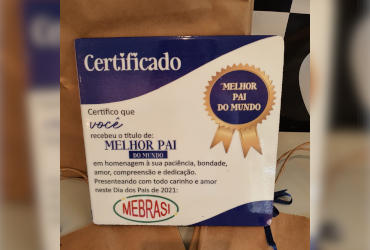 Certificado
"MELHOR
PAI
DO MUNDO
Certifico que
você
recebeu o título de:
MELHOR PAI
DO MUNDO
em homenagem à sua paciência, bondade,
amor, compreensão e dedicação.
Presenteando com todo carinho e amor
neste Dia dos Pais de 2021:
MEBRASI